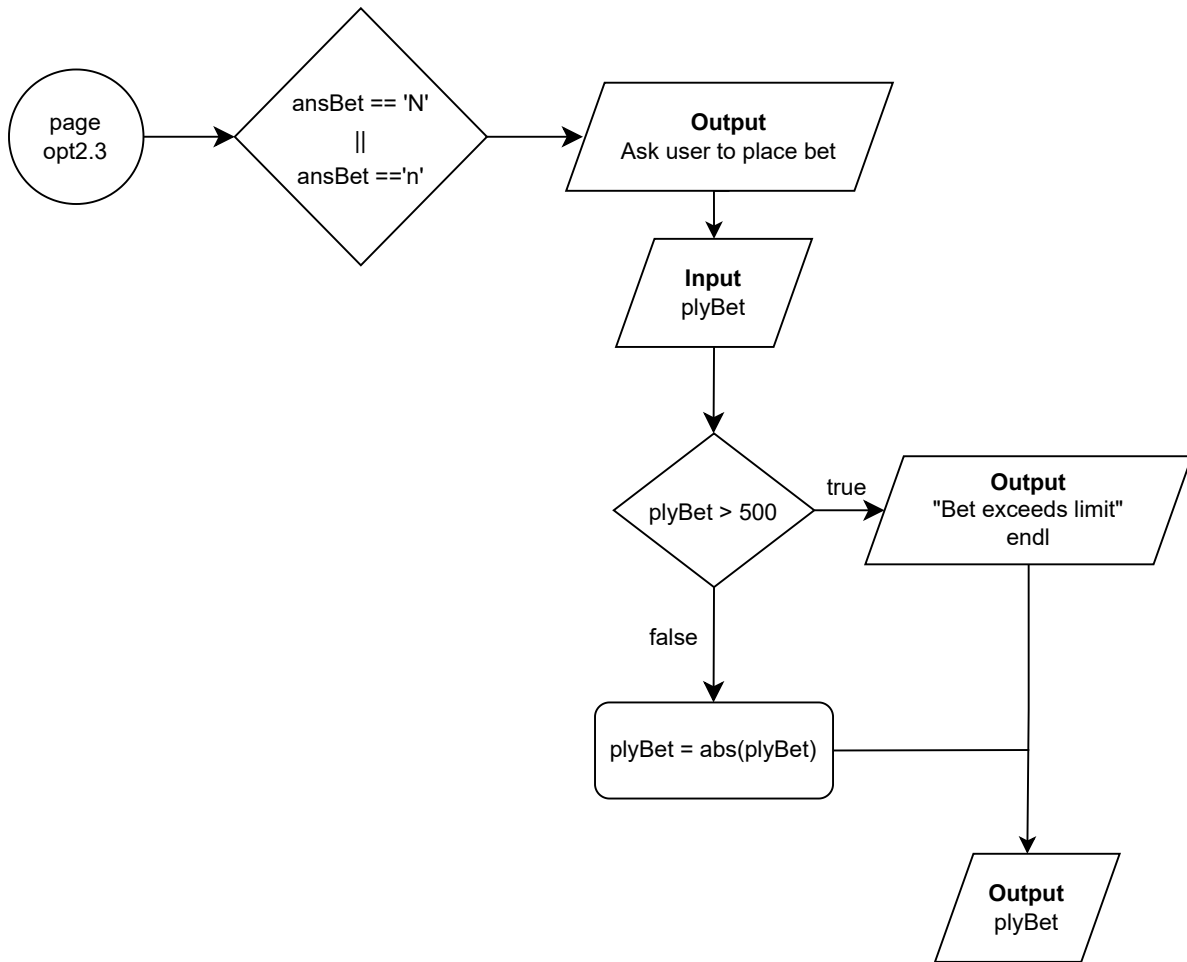 page
opt2.3
ansBet == 'N'
||
ansBet =='n'
Output
Ask user to place bet
Input
plyBet
plyBet > 500
true
Output
"Bet exceeds limit"
endl
false
plyBet = abs(plyBet)
Output
plyBet